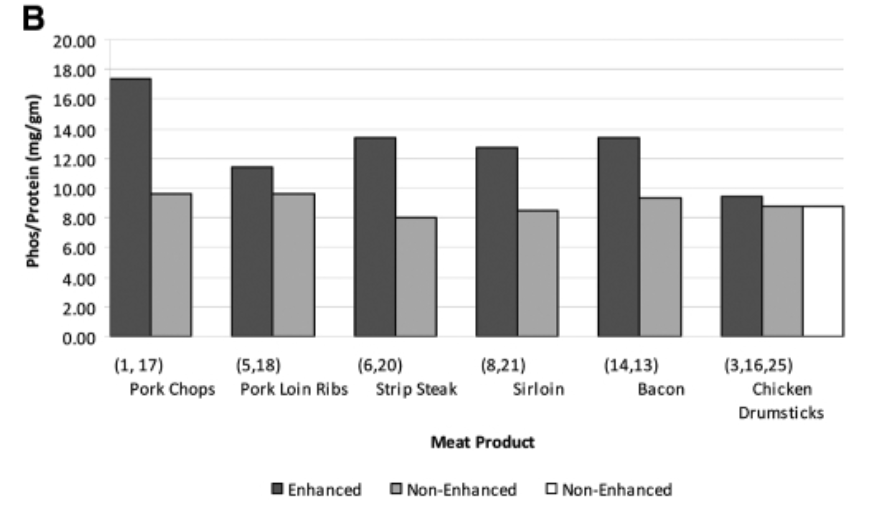 B
20.00
18.00
16.00
14.00
12.00
10.00
8.00
6.00
4.00
2.00
0.00
Phos/Protein (mg/gm)
(1, 17) (5,18) (6,20) (8,21) (14,13) (3,16,25)
Pork Chops Pork Loin Ribs Strip Steak Sirloin Bacon Chicken
Drumsticks
Meat Product
Enhanced Non-Enhanced Non-Enhanced